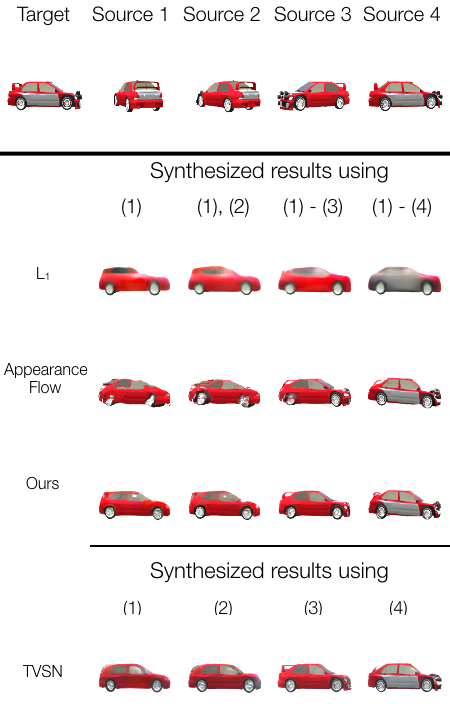 Target Source 1 Source 2 Source 3 Source 4
Synthesized results using
(1) (1), (2) (1) - (3) (1) - (4)
L₁
Appearance
Flow
Ours
Synthesized results using
(1) (2) (3) (4)
TVSN